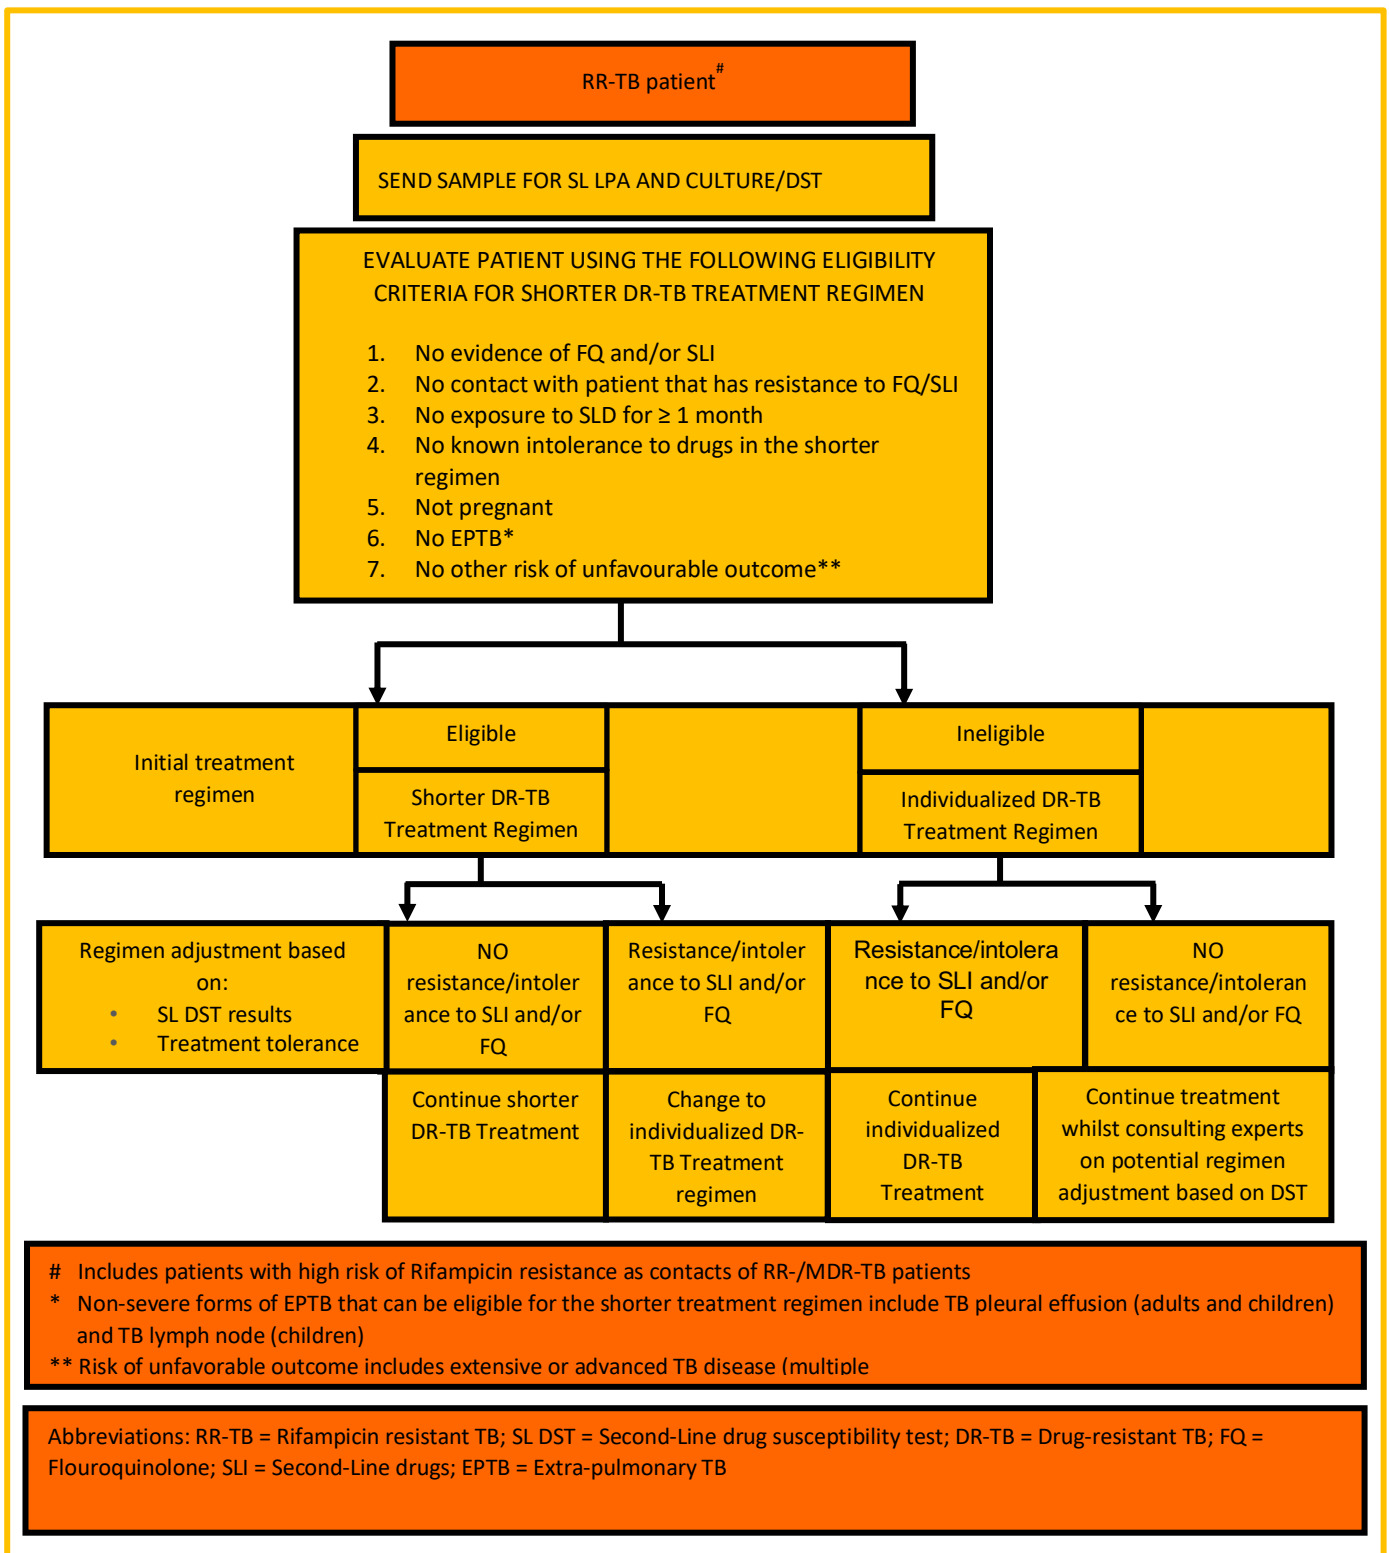 RR-TB patient#
SEND SAMPLE FOR SL LPA AND CULTURE/DST
EVALUATE PATIENT USING THE FOLLOWING ELIGIBILITY
CRITERIA FOR SHORTER DR-TB TREATMENT REGIMEN
1. No evidence of FQ and/or SLI
2. No contact with patient that has resistance to FQ/SLI
3. No exposure to SLD for ≥ 1 month
4. No known intolerance to drugs in the shorter
regimen
5. Not pregnant
6. No EPTB*
7. No other risk of unfavourable outcome**
Initial treatment
regimen
Eligible
Shorter DR-TB
Treatment Regimen
Ineligible
Individualized DR-TB
Treatment Regimen
Regimen adjustment based
on:
• SL DST results
• Treatment tolerance
NO
resistance/intoler
ance to SLI and/or
FQ
Resistance/intoler
ance to SLI and/or
FQ
Resistance/intolera
nce to SLI and/or
FQ
NO
resistance/intoleran
ce to SLI and/or FQ
Continue shorter
DR-TB Treatment
Change to
individualized DR-
TB Treatment
regimen
Continue
individualized
DR-TB
Treatment
Continue treatment
whilst consulting experts
on potential regimen
adjustment based on DST
# Includes patients with high risk of Rifampicin resistance as contacts of RR-/MDR-TB patients
* Non-severe forms of EPTB that can be eligible for the shorter treatment regimen include TB pleural effusion (adults and children)
and TB lymph node (children)
** Risk of unfavorable outcome includes extensive or advanced TB disease (multiple
Abbreviations: RR-TB = Rifampicin resistant TB; SL DST = Second-Line drug susceptibility test; DR-TB = Drug-resistant TB; FQ =
Flouroquinolone; SLI = Second-Line drugs; EPTB = Extra-pulmonary TB